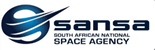 sansa
SOUTH AFRICAN NATIONAL
SPACE AGENCY